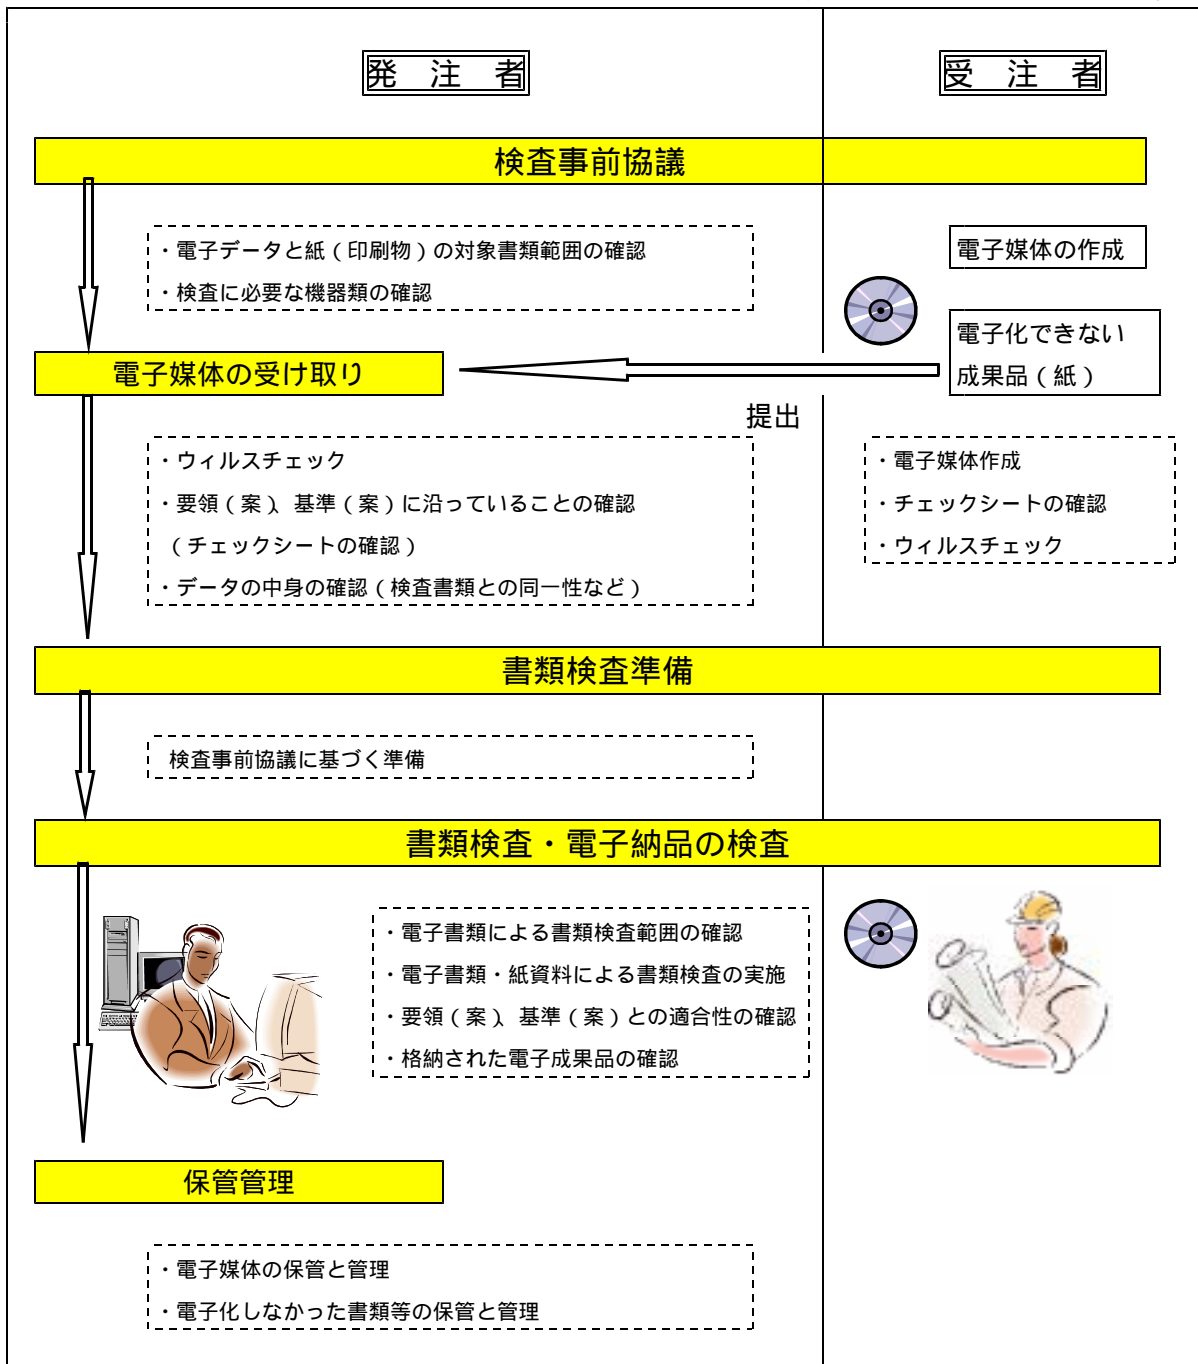 発 注 者
受 注 者
検査事前協議
・電子データと紙(印刷物)の対象書類範囲の確認
・検査に必要な機器類の確認
電子媒体の作成
電子化できない
成果品(紙)
電子媒体の受け取り
提出
・ウィルスチェック
・要領(案)、基準(案)に沿っていることの確認
(チェックシートの確認)
・データの中身の確認(検査書類との同一性など)
・電子媒体作成
・チェックシートの確認
・ウィルスチェック
書類検査準備
検査事前協議に基づく準備
書類検査・電子納品の検査
・電子書類による書類検査範囲の確認
・電子書類・紙資料による書類検査の実施
・要領(案)、基準(案)との適合性の確認
・格納された電子成果品の確認
保管管理
・電子媒体の保管と管理
・電子化しなかった書類等の保管と管理